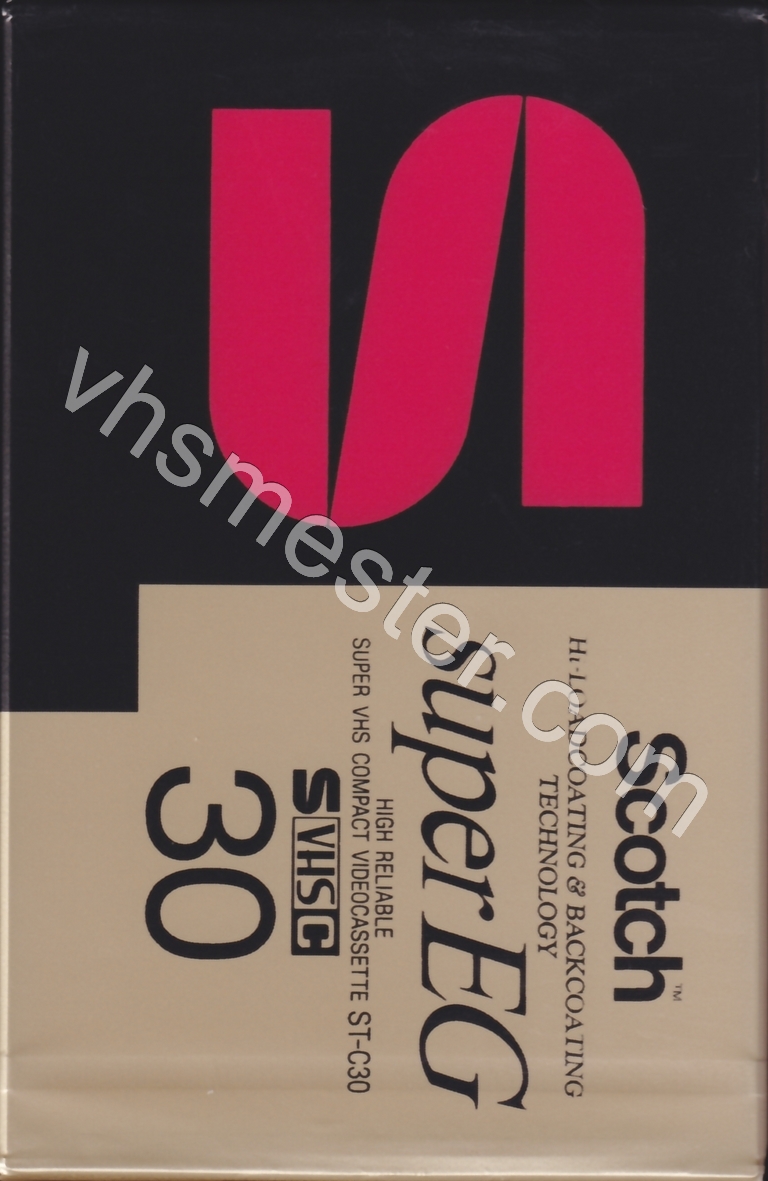 S
Scotch™
Hi-LOADCOATING & BACKCOATING
TECHNOLOGY
super EG
HIGH RELIABLE
SUPER VHS COMPACT VIDEOCASSETTE ST-C30
S VHS C
30
vhsmester.com